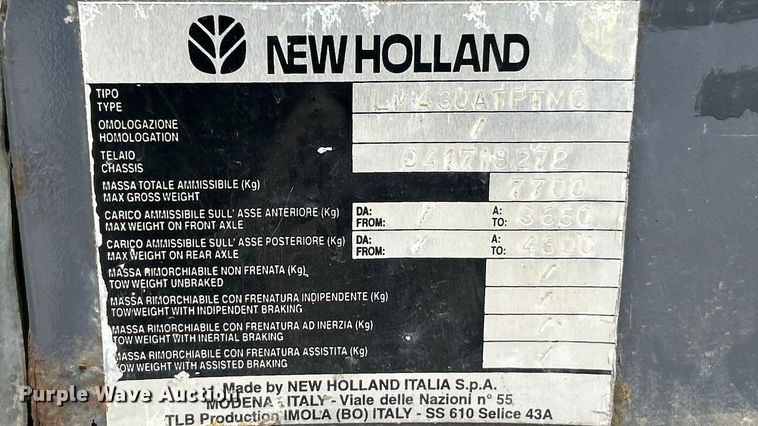 NEW HOLLAND
TIPO
TYPE
OMOLOGAZIONE
HOMOLOGATION /
TELAIO
CHASSIS
MASSA TOTALE AMMISSIBILE (Kg)
MAX GROSS WEIGHT 7700
CARICO AMMISSIBILE SULL' ASSE ANTERIORE (Kg) DA: / A: 3550
MAX WEIGHT ON FRONT AXLE FROM: TO:
CARICO AMMISSIBILE SULL' ASSE POSTERIORE (Kg) DA: / A: 4600
MAX WEIGHT ON REAR AXLE FROM: TO:
MASSA RIMORCHIABILE NON FRENATA (Kg)
TOW WEIGHT UNBRAKED /
MASSA RIMORCHIABILE CON FRENATURA INDIPENDENTE (Kg)
TOW WEIGHT WITH INDEPENDENT BRAKING /
MASSA RIMORCHIABILE CON FRENATURA AD INERZIA (Kg)
TOW WEIGHT WITH INERTIAL BRAKING /
MASSA RIMORCHIABILE CON FRENATURA ASSISTITA (Kg)
TOW WEIGHT WITH ASSISTED BRAKING /
Made by NEW HOLLAND ITALIA S.p.A.
MODENA - ITALY - Viale delle Nazioni n° 55
TLB Production IMOLA (BO) ITALY - SS 610 Selice 43A
Purple Wave Auction